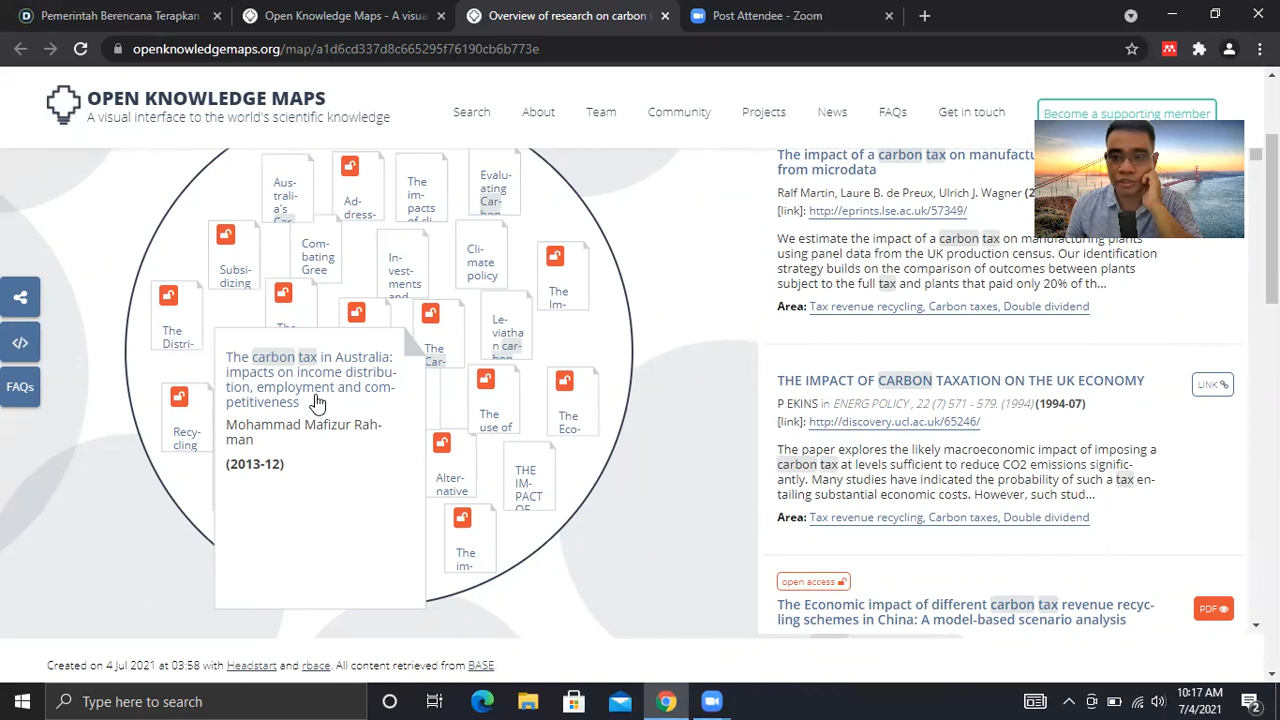 Pemerintah Berencana Terapkan
Open Knowledge Maps - A visua
Overview of research on carbon t
Post Attendee - Zoom
openknowledgemaps.org/map/a1d6cd337d8c665295f76190cb6b773e
OPEN KNOWLEDGE MAPS
A visual interface to the world's scientific knowledge
Search
About
Team
Community
Projects
News
FAQs
Get in touch
Become a supporting member
Aus-
trali-
a's
Car
Ad-
dress-
The
im-
pacts
of cli
Evalu-
ating
Car-
bon
Subsi-
dizing
Com-
bating
Gree
In-
vest-
ments
and
Cli-
mate
policy
The
Im-
The
Distri-
The
The
Car-
Le-
viatha
n car-
bon
The carbon tax in Australia:
impacts on income distribu-
tion, employment and com-
petitiveness
Mohammad Mafizur Rah-
man
(2013-12)
Recy-
cling
The
use of
The
Eco-
Alter-
native
THE
IM-
PACT
OF
The
im-
FAQs
The impact of a carbon tax on manufactu
from microdata
Ralf Martin, Laure B. de Preux, Ulrich J. Wagner (2
[link]: http://eprints.lse.ac.uk/57349/
We estimate the impact of a carbon tax on manufacturing plants
using panel data from the UK production census. Our identification
strategy builds on the comparison of outcomes between plants
subject to the full tax and plants that paid only 20% of th...
Area: Tax revenue recycling, Carbon taxes, Double dividend
THE IMPACT OF CARBON TAXATION ON THE UK ECONOMY
LINK
P EKINS in ENERG POLICY , 22 (7) 571 - 579. (1994) (1994-07)
[link]: http://discovery.ucl.ac.uk/65246/
The paper explores the likely macroeconomic impact of imposing a
carbon tax at levels sufficient to reduce CO2 emissions signific-
antly. Many studies have indicated the probability of such a tax en-
tailing substantial economic costs. However, such stud...
Area: Tax revenue recycling, Carbon taxes, Double dividend
open access
The Economic impact of different carbon tax revenue recyc-
ling schemes in China: A model-based scenario analysis
PDF
Created on 4 Jul 2021 at 03:58 with Headstart and rbace. All content retrieved from BASE.
Type here to search
10:17 AM
7/4/2021
2